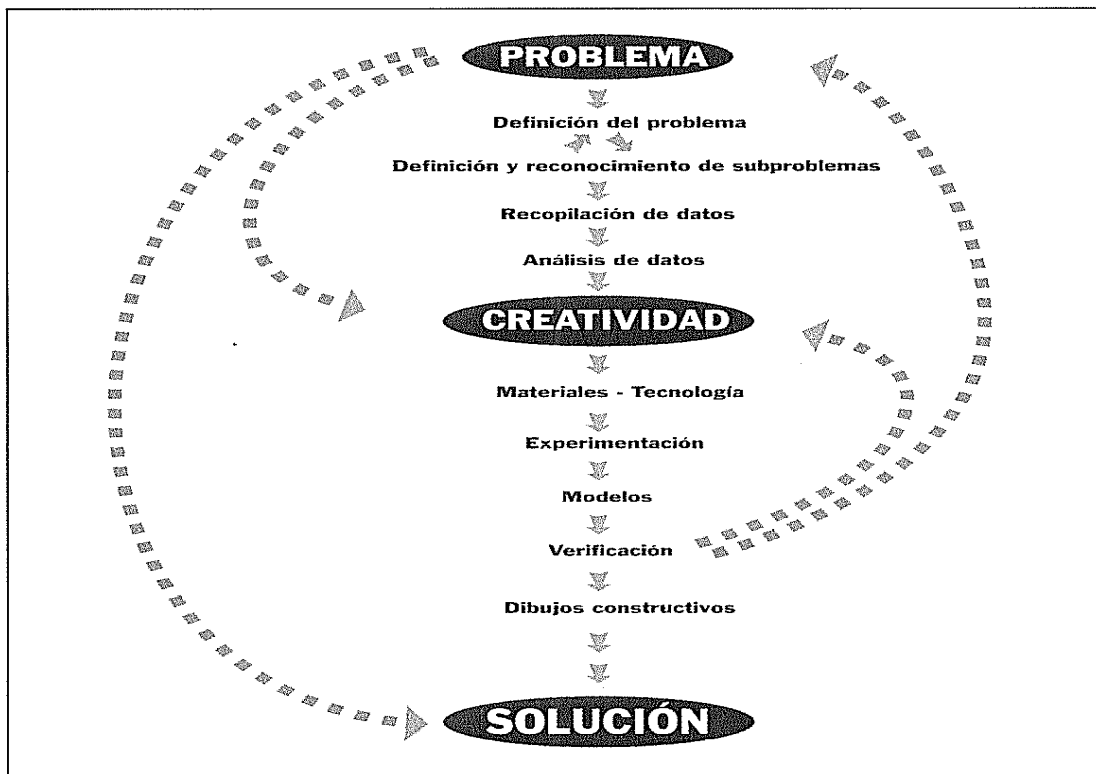 PROBLEMA
Definición del problema
Definición y reconocimiento de subproblemas
Recopilación de datos
Análisis de datos
CREATIVIDAD
Materiales - Tecnología
Experimentación
Modelos
Verificación
Dibujos constructivos
SOLUCIÓN